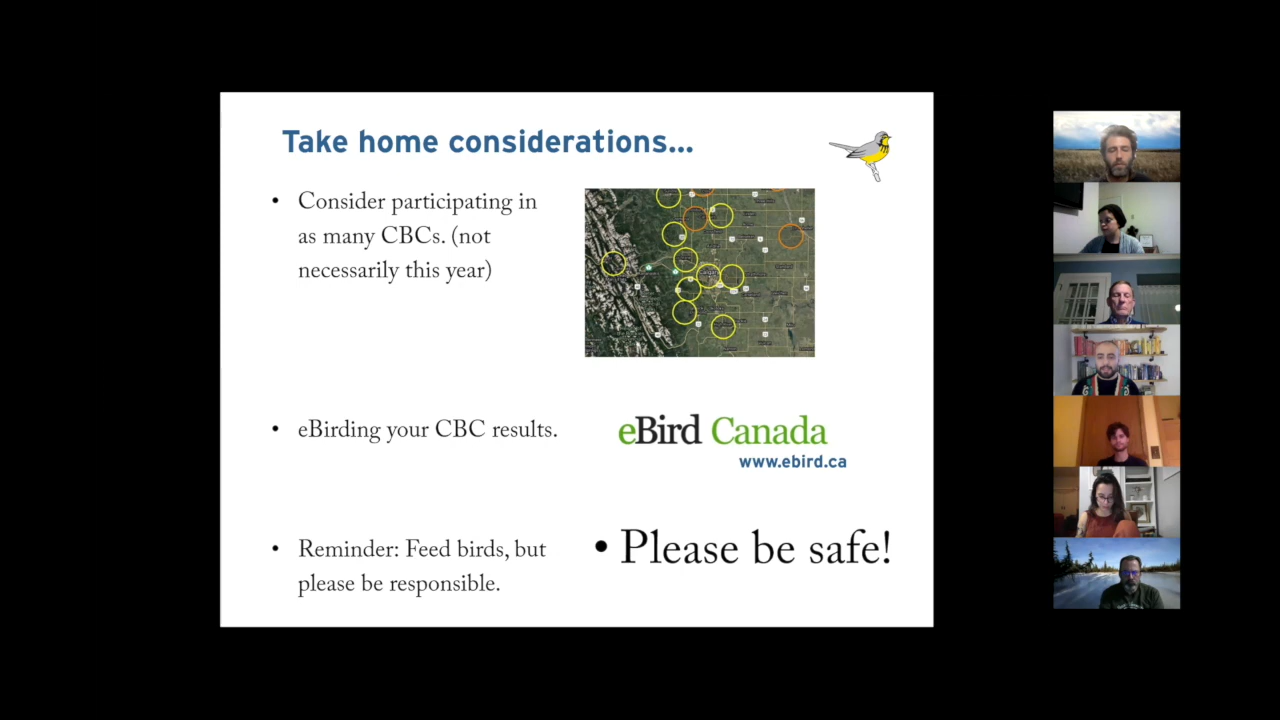 Take home considerations...
• Consider participating in
as many CBCs. (not
necessarily this year)
Calgary
• eBirding your CBC results.
eBird Canada
www.ebird.ca
• Reminder: Feed birds, but
please be responsible.
• Please be safe!